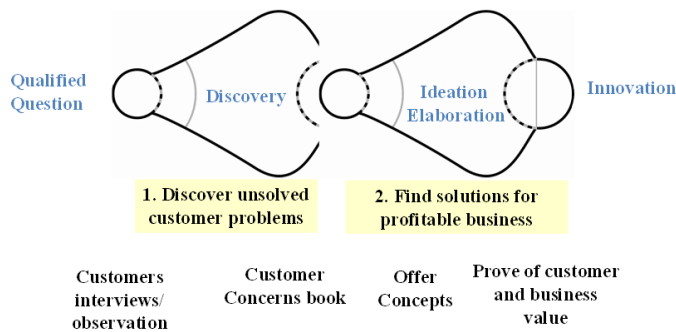 Qualified
Question
Discovery
Ideation
Elaboration
Innovation
1. Discover unsolved
customer problems
2. Find solutions for
profitable business
Customers
interviews/
observation
Customer
Concerns book
Offer
Concepts
Prove of customer
and business
value